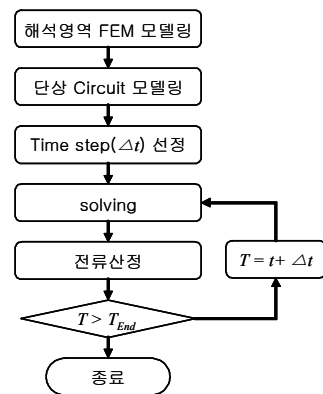 해석영역 FEM 모델링
단상 Circuit 모델링
Time step(△t) 선정
solving
전류산정
T = t+ △t
T > T_End
종료